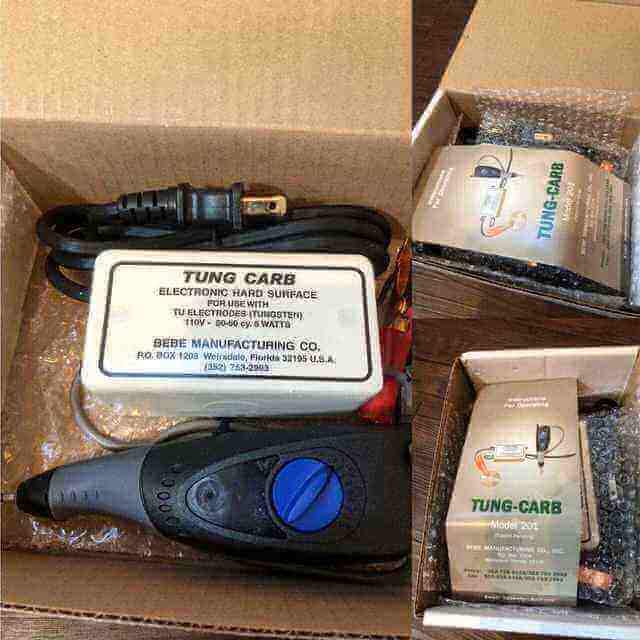 TUNG CARB
ELECTRONIC HARD SURFACE
FOR USE WITH
TU ELECTRODES (TUNGSTEN)
110V - 50-60 cy. 5 WATTS
BEBE MANUFACTURING CO.
P.O. BOX 1208 Weirsdale, Florida 32195 U.S.A.
(352) 753-2903
Instructions
For Operating
TUNG-CARB
Model 201
Instructions
For Operating
TUNG-CARB
Model 201
BEBE MANUFACTURING CO., INC.